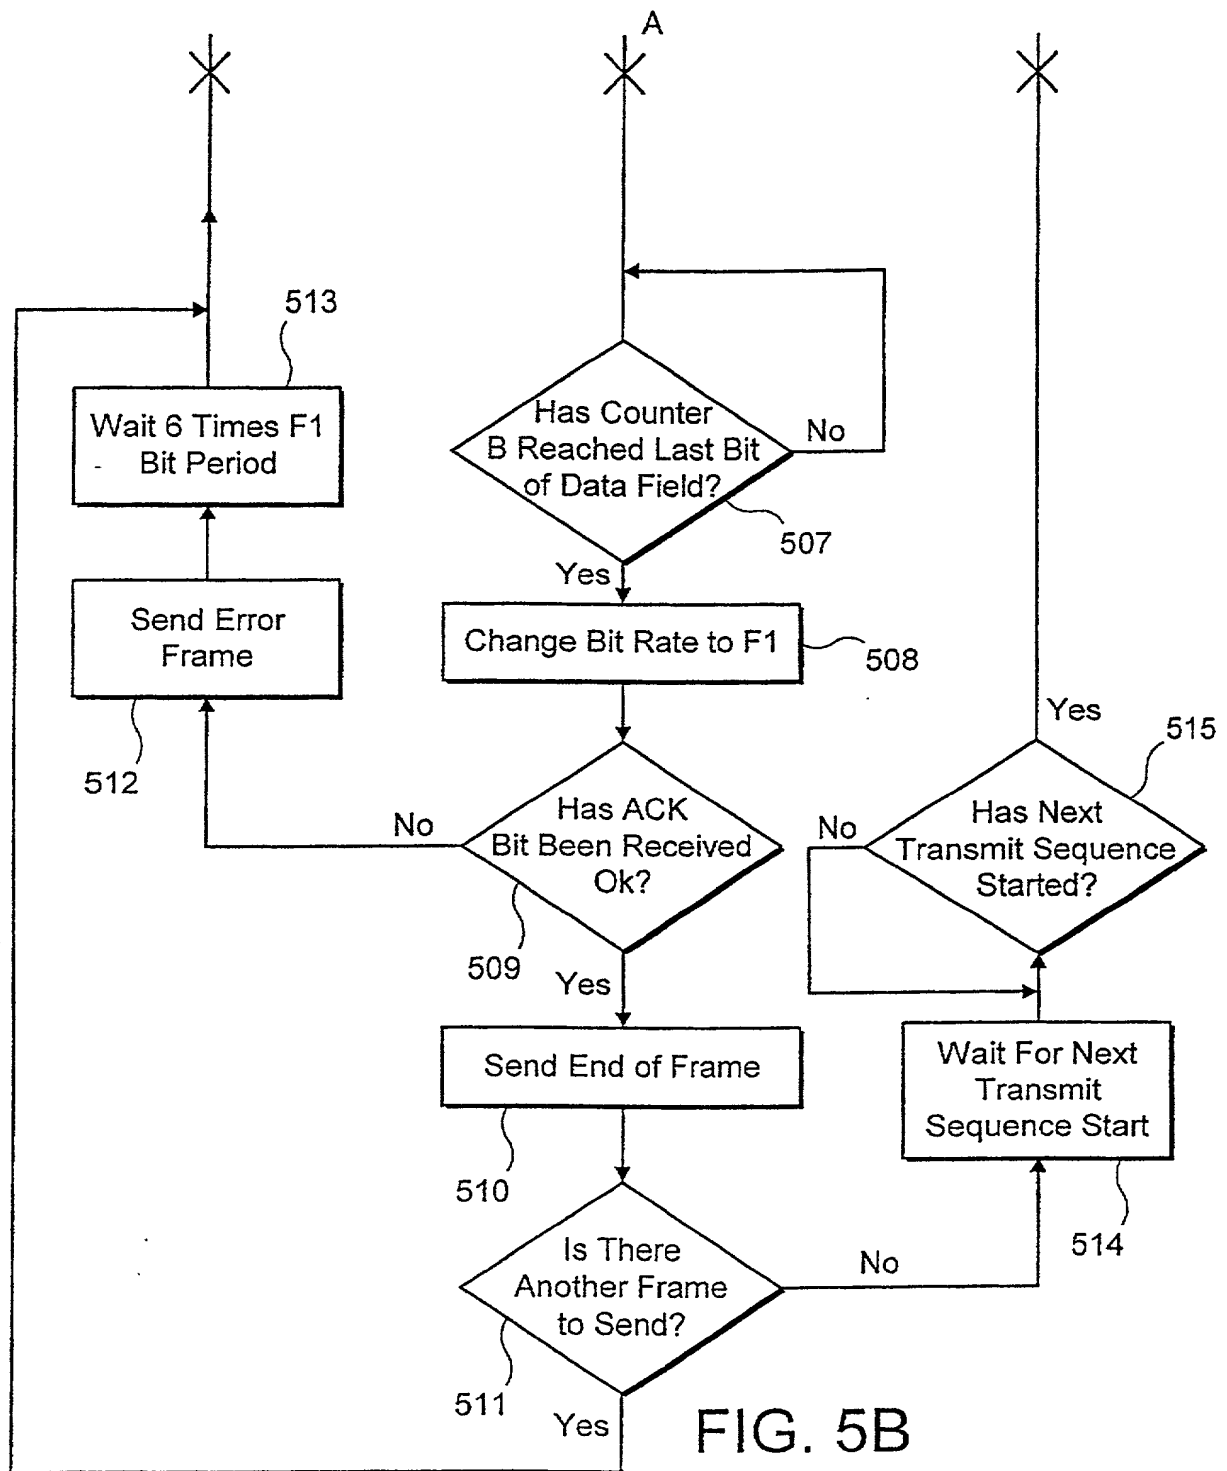 A
513
Wait 6 Times F1
Bit Period
Has Counter
B Reached Last Bit
of Data Field?
No
507
Yes
Send Error
Frame
Change Bit Rate to F1
508
512
Yes
515
No
Has ACK
Bit Been Received
Ok?
No
Has Next
Transmit Sequence
Started?
509
Yes
Send End of Frame
Wait For Next
Transmit
Sequence Start
510
514
Is There
Another Frame
to Send?
No
511
Yes
FIG. 5B